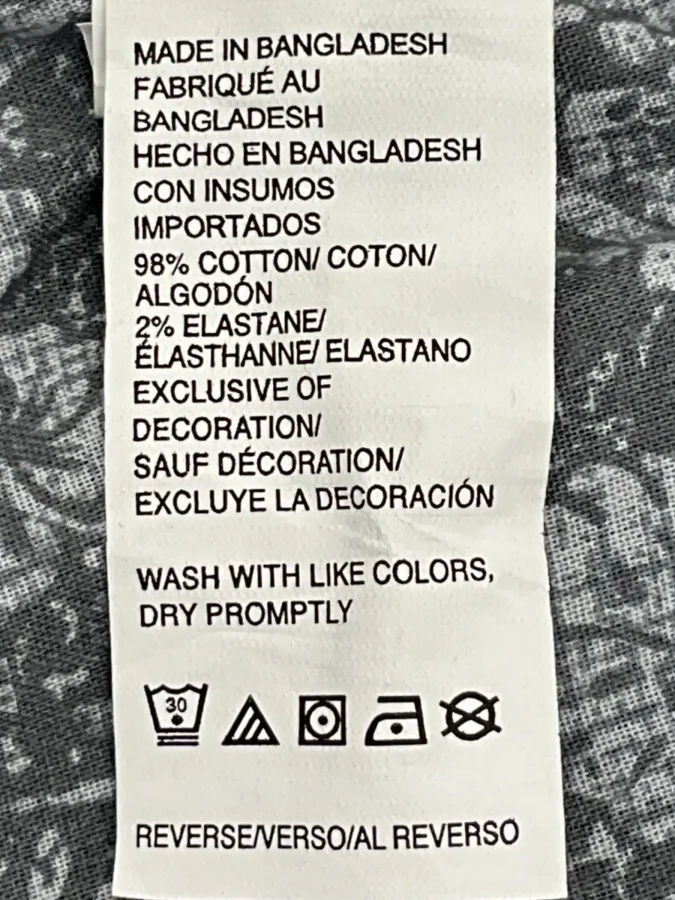 MADE IN BANGLADESH
FABRIQUÉ AU
BANGLADESH
HECHO EN BANGLADESH
CON INSUMOS
IMPORTADOS
98% COTTON/ COTON/
ALGODÓN
2% ELASTANE/
ÉLASTHANNE/ ELASTANO
EXCLUSIVE OF
DECORATION/
SAUF DÉCORATION/
EXCLUYE LA DECORACIÓN
WASH WITH LIKE COLORS,
DRY PROMPTLY
30
REVERSE/VERSO/AL REVERSO